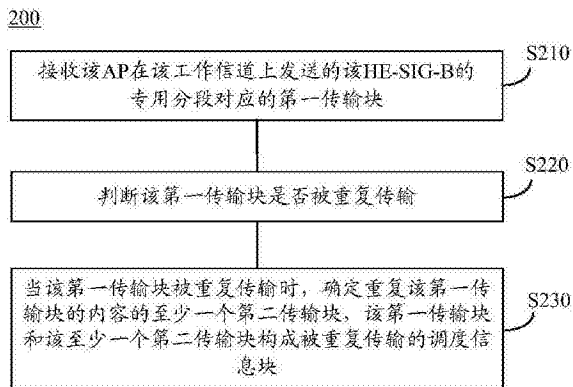 200
接收该AP在该工作信道上发送的该HE-SIG-B的
专用分段对应的第一传输块
S210
判断该第一传输块是否被重复传输
S220
当该第一传输块被重复传输时，确定重复该第一传
输块的内容的至少一个第二传输块，该第一传输块
和该至少一个第二传输块构成被重复传输的调度信
息块
S230